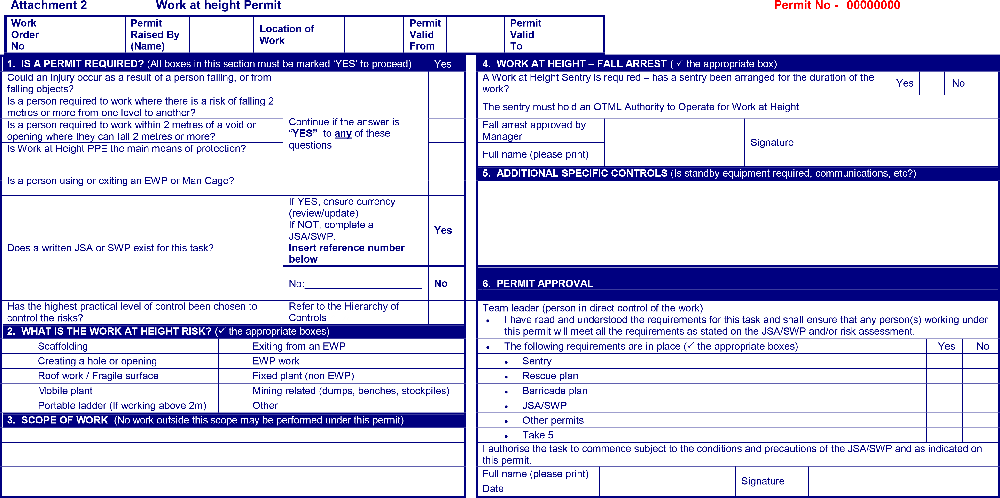 Attachment 2 Work at height Permit Permit No - 00000000
Work
Order
No
Permit
Raised By
(Name)
Location of
Work
Permit
Valid
From
Permit
Valid
To
1. IS A PERMIT REQUIRED? (All boxes in this section must be marked ‘YES’ to proceed) Yes
Could an injury occur as a result of a person falling, or from
falling objects?
Is a person required to work where there is a risk of falling 2
metres or more from one level to another?
Is a person required to work within 2 metres of a void or
opening where they can fall 2 metres or more?
Is Work at Height PPE the main means of protection?
Is a person using or exiting an EWP or Man Cage?
Continue if the answer is
“YES” to any of these
questions
Does a written JSA or SWP exist for this task?
If YES, ensure currency
(review/update)
If NOT, complete a
JSA/SWP.
Insert reference number
below
Yes
No:_____________________
No
Has the highest practical level of control been chosen to
control the risks?
Refer to the Hierarchy of
Controls
2. WHAT IS THE WORK AT HEIGHT RISK? (✓ the appropriate boxes)
Scaffolding
Exiting from an EWP
Creating a hole or opening
EWP work
Roof work / Fragile surface
Fixed plant (non EWP)
Mobile plant
Mining related (dumps, benches, stockpiles)
Portable ladder (If working above 2m)
Other
3. SCOPE OF WORK (No work outside this scope may be performed under this permit)
4. WORK AT HEIGHT – FALL ARREST ( ✓ the appropriate box)
A Work at Height Sentry is required – has a sentry been arranged for the duration of the
work?
Yes
No
The sentry must hold an OTML Authority to Operate for Work at Height
Fall arrest approved by
Manager
Full name (please print)
Signature
5. ADDITIONAL SPECIFIC CONTROLS (Is standby equipment required, communications, etc?)
6. PERMIT APPROVAL
Team leader (person in direct control of the work)
• I have read and understood the requirements for this task and shall ensure that any person(s) working under
this permit will meet all the requirements as stated on the JSA/SWP and/or risk assessment.
• The following requirements are in place (✓ the appropriate boxes) Yes No
• Sentry
• Rescue plan
• Barricade plan
• JSA/SWP
• Other permits
• Take 5
I authorise the task to commence subject to the conditions and precautions of the JSA/SWP and as indicated on
this permit.
Full name (please print)
Date
Signature